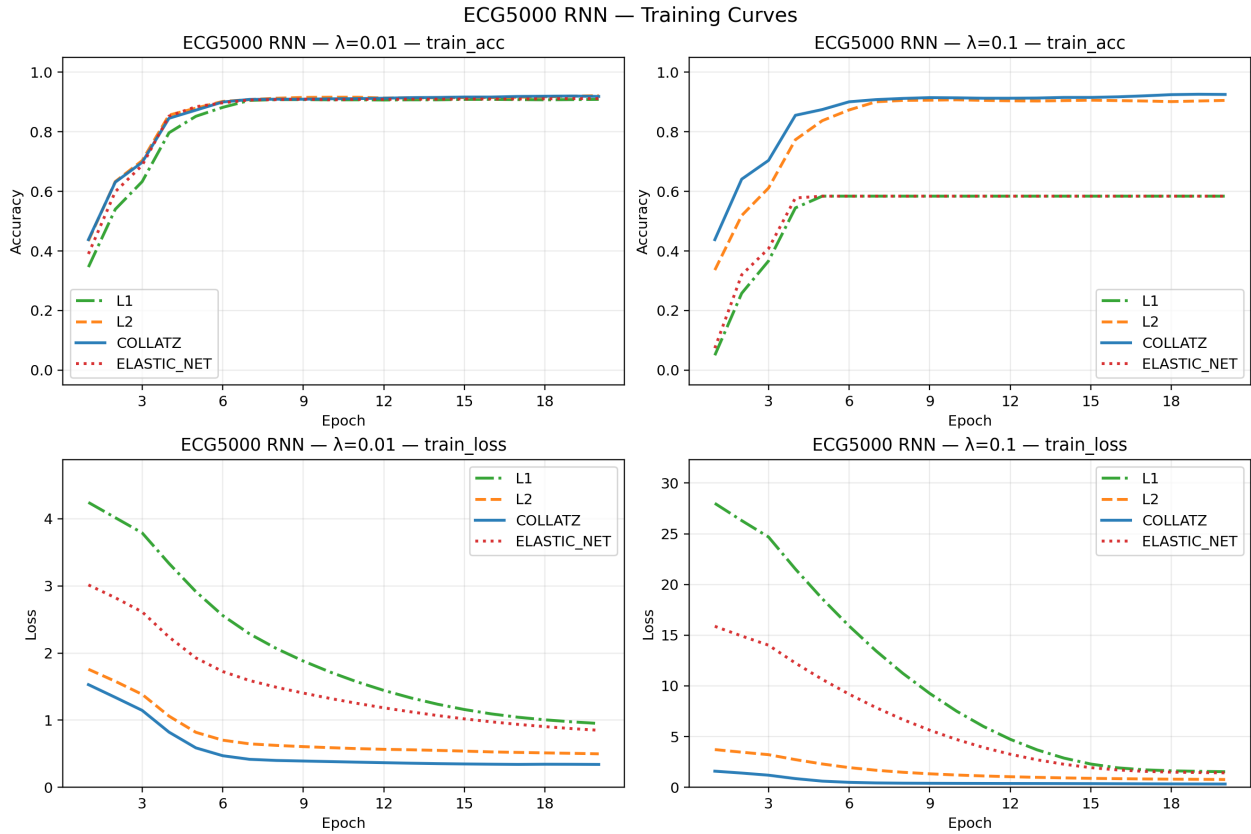 ECG5000 RNN — Training Curves
ECG5000 RNN — λ=0.01 — train_acc
Accuracy
1.0
0.8
0.6
0.4
0.2
0.0
L1
L2
COLLATZ
ELASTIC_NET
3 6 9 12 15 18
Epoch
ECG5000 RNN — λ=0.1 — train_acc
Accuracy
1.0
0.8
0.6
0.4
0.2
0.0
L1
L2
COLLATZ
ELASTIC_NET
3 6 9 12 15 18
Epoch
ECG5000 RNN — λ=0.01 — train_loss
Loss
4
3
2
1
0
L1
L2
COLLATZ
ELASTIC_NET
3 6 9 12 15 18
Epoch
ECG5000 RNN — λ=0.1 — train_loss
Loss
30
25
20
15
10
5
0
L1
L2
COLLATZ
ELASTIC_NET
3 6 9 12 15 18
Epoch